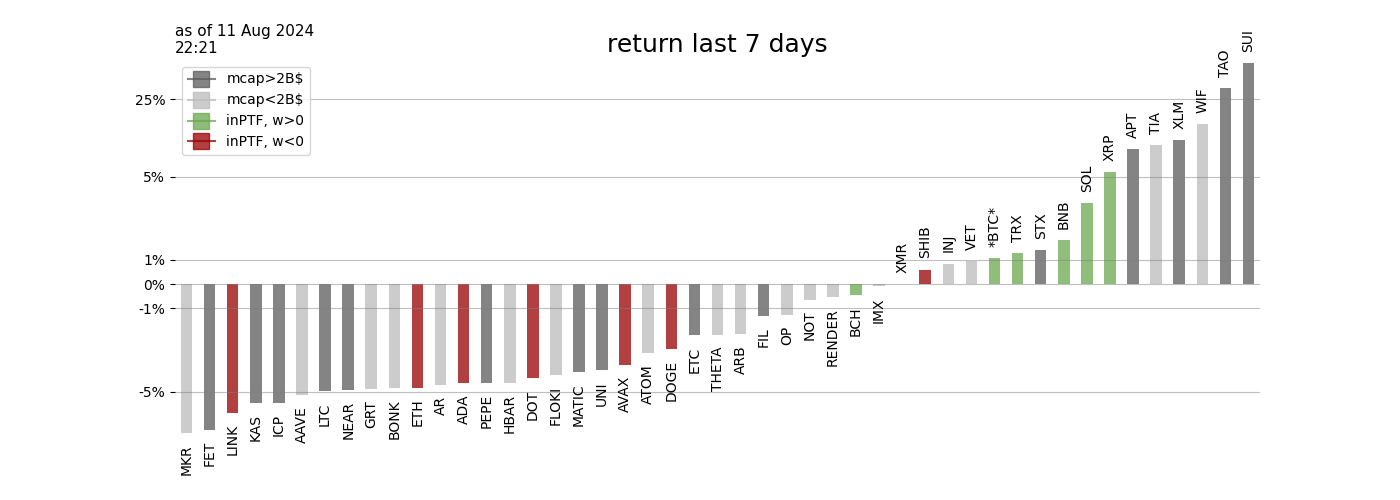 as of 11 Aug 2024
22:21
return last 7 days
mcap>2B$
mcap<2B$
inPTF, w>0
inPTF, w<0
25%
5%
1%
0%
-1%
-5%
MKR
FET
LINK
KAS
ICP
AAVE
LTC
NEAR
GRT
BONK
ETH
AR
ADA
PEPE
HBAR
DOT
FLOKI
MATIC
UNI
AVAX
ATOM
DOGE
ETC
THETA
ARB
FIL
OP
NOT
RENDER
BCH
IMX
XMR
SHIB
INJ
VET
*BTC*
TRX
STX
BNB
SOL
XRP
APT
TIA
XLM
WIF
TAO
SUI